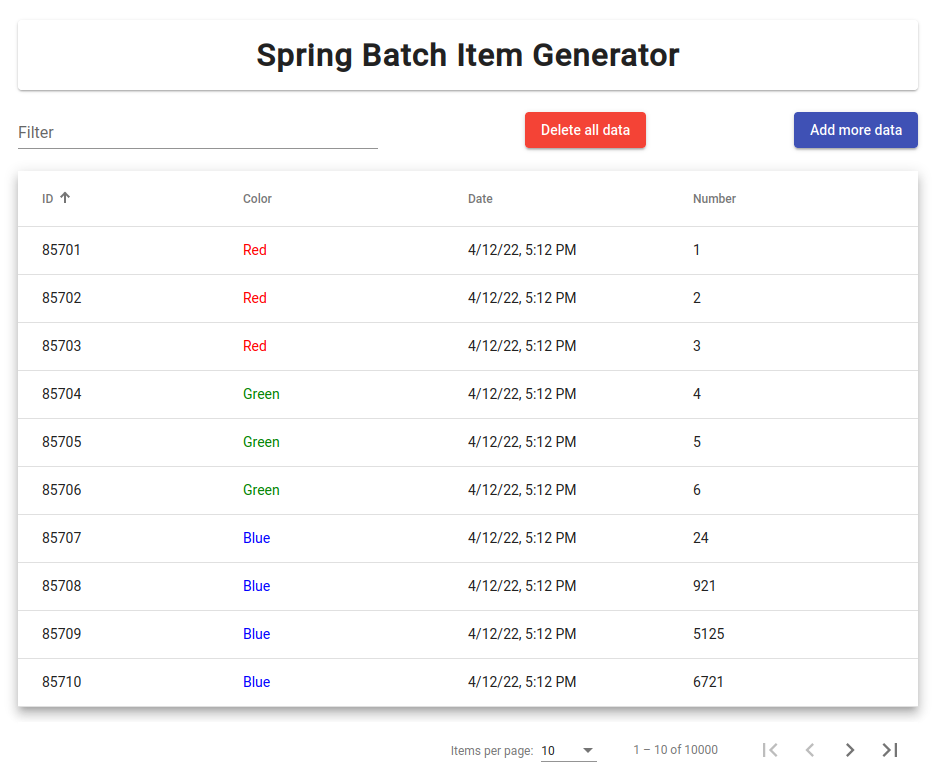 Spring Batch Item Generator
Filter
Delete all data
Add more data
ID Color Date Number
85701 Red 4/12/22, 5:12 PM 1
85702 Red 4/12/22, 5:12 PM 2
85703 Red 4/12/22, 5:12 PM 3
85704 Green 4/12/22, 5:12 PM 4
85705 Green 4/12/22, 5:12 PM 5
85706 Green 4/12/22, 5:12 PM 6
85707 Blue 4/12/22, 5:12 PM 24
85708 Blue 4/12/22, 5:12 PM 921
85709 Blue 4/12/22, 5:12 PM 5125
85710 Blue 4/12/22, 5:12 PM 6721
Items per page: 10 1 – 10 of 10000